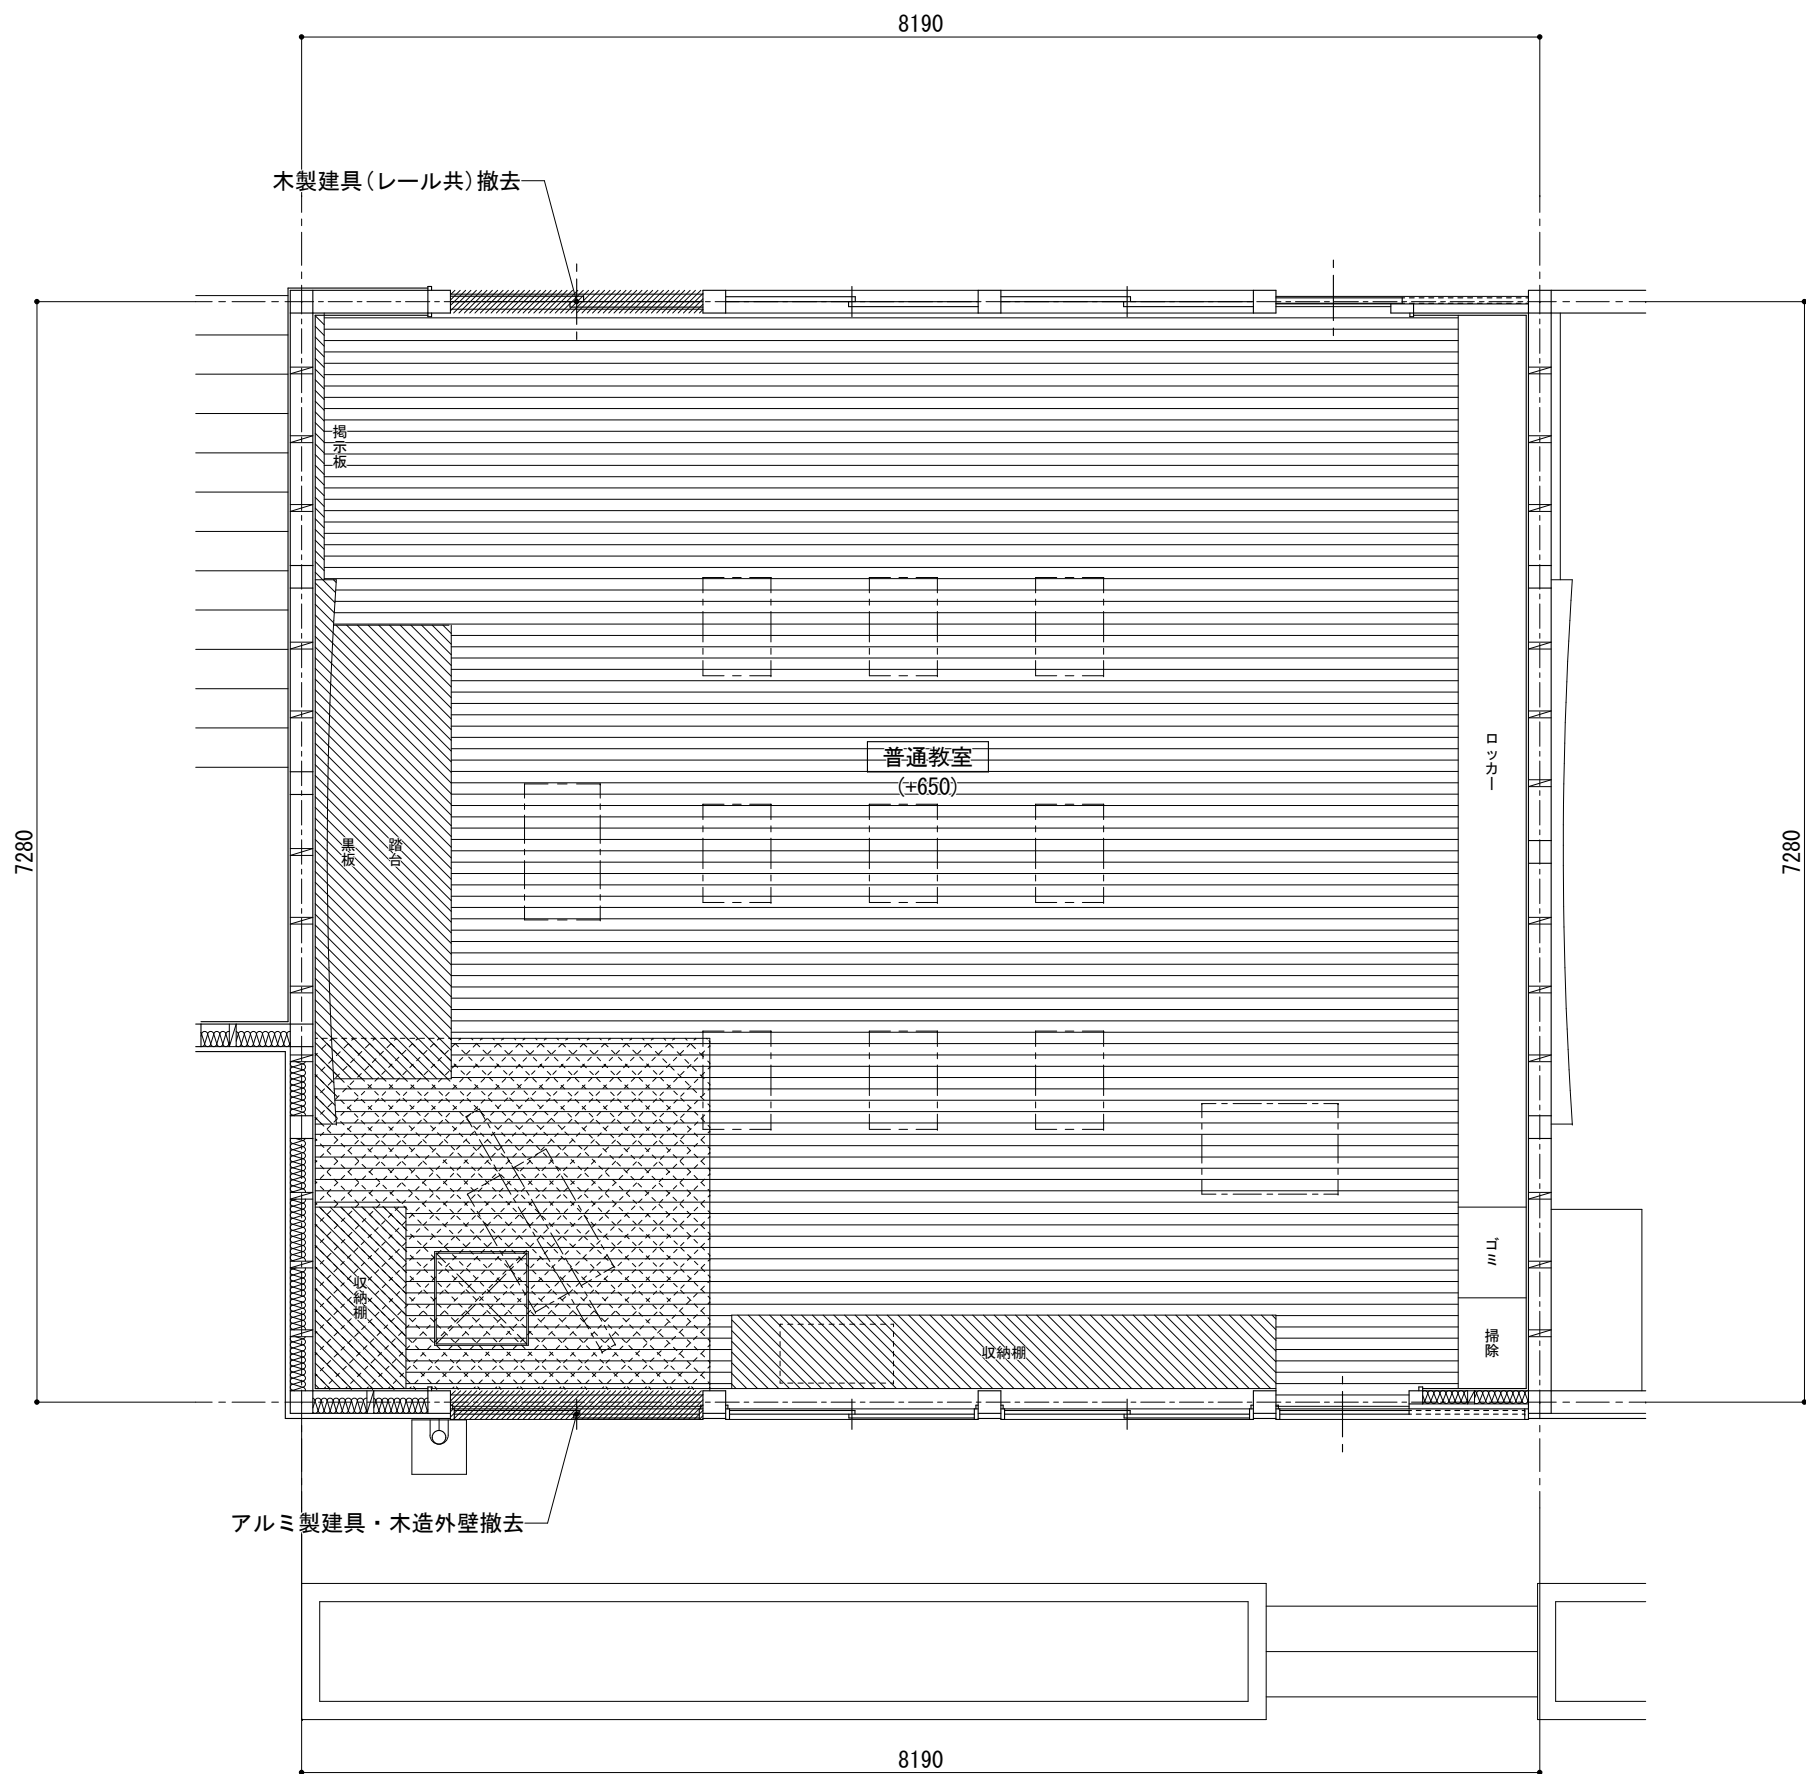 8190
木製建具(レール共)撤去
掲示板
普通教室
(+650)
ロッカー
7280
黒板
踏台
7280
ゴミ
収納棚
収納棚
掃除
アルミ製建具・木造外壁撤去
8190